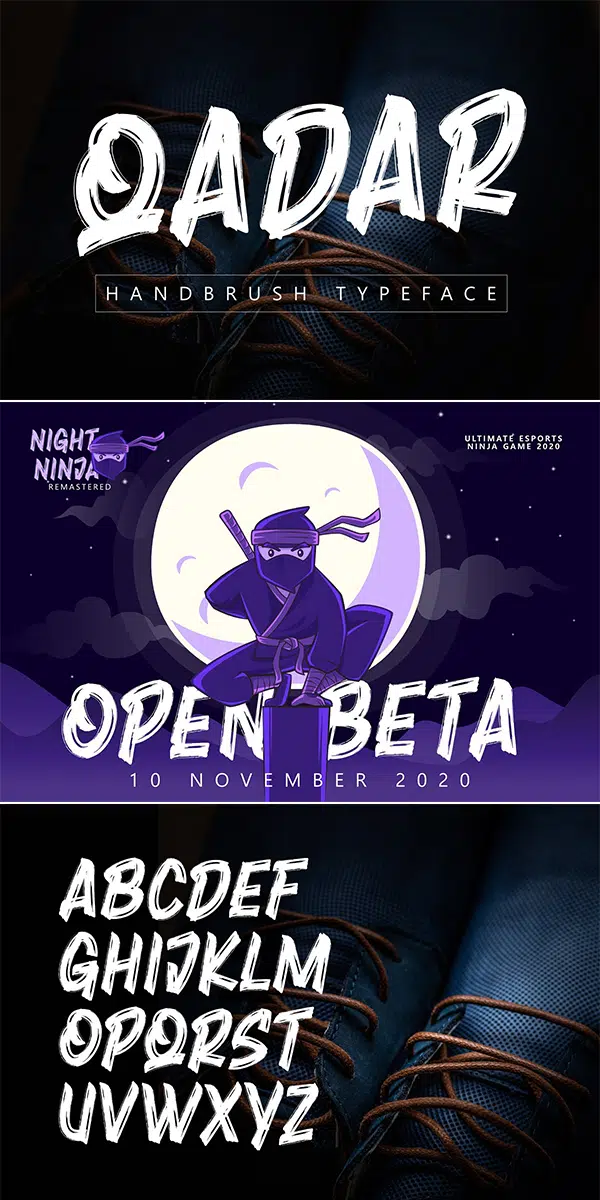 QADAR
HANDBRUSH TYPEFACE
NIGHT
NINJA
REMASTERED
ULTIMATE ESPORTS
NINJA GAME 2020
OPEN BETA
10 NOVEMBER 2020
ABCDEF
GHIJKLM
OPQRST
UVWXYZ